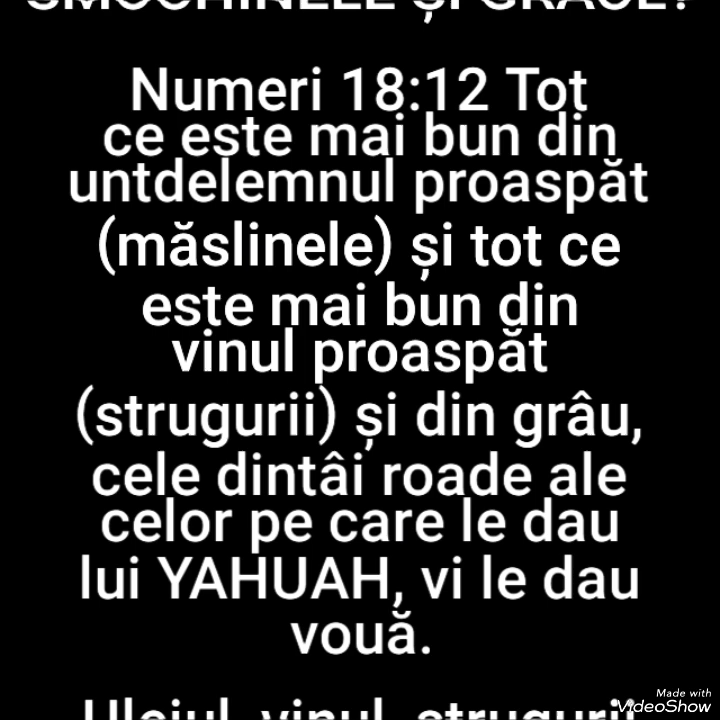 SMOCHINELE ȘI GRÂUL?
Numeri 18:12 Tot
ce este mai bun din
untdelemnul proaspăt
(măslinele) și tot ce
este mai bun din
vinul proaspăt
(strugurii) și din grâu,
cele dintâi roade ale
celor pe care le dau
lui YAHUAH, vi le dau
vouă.
Uleiul, vinul, strugurii
Made with
VideoShow